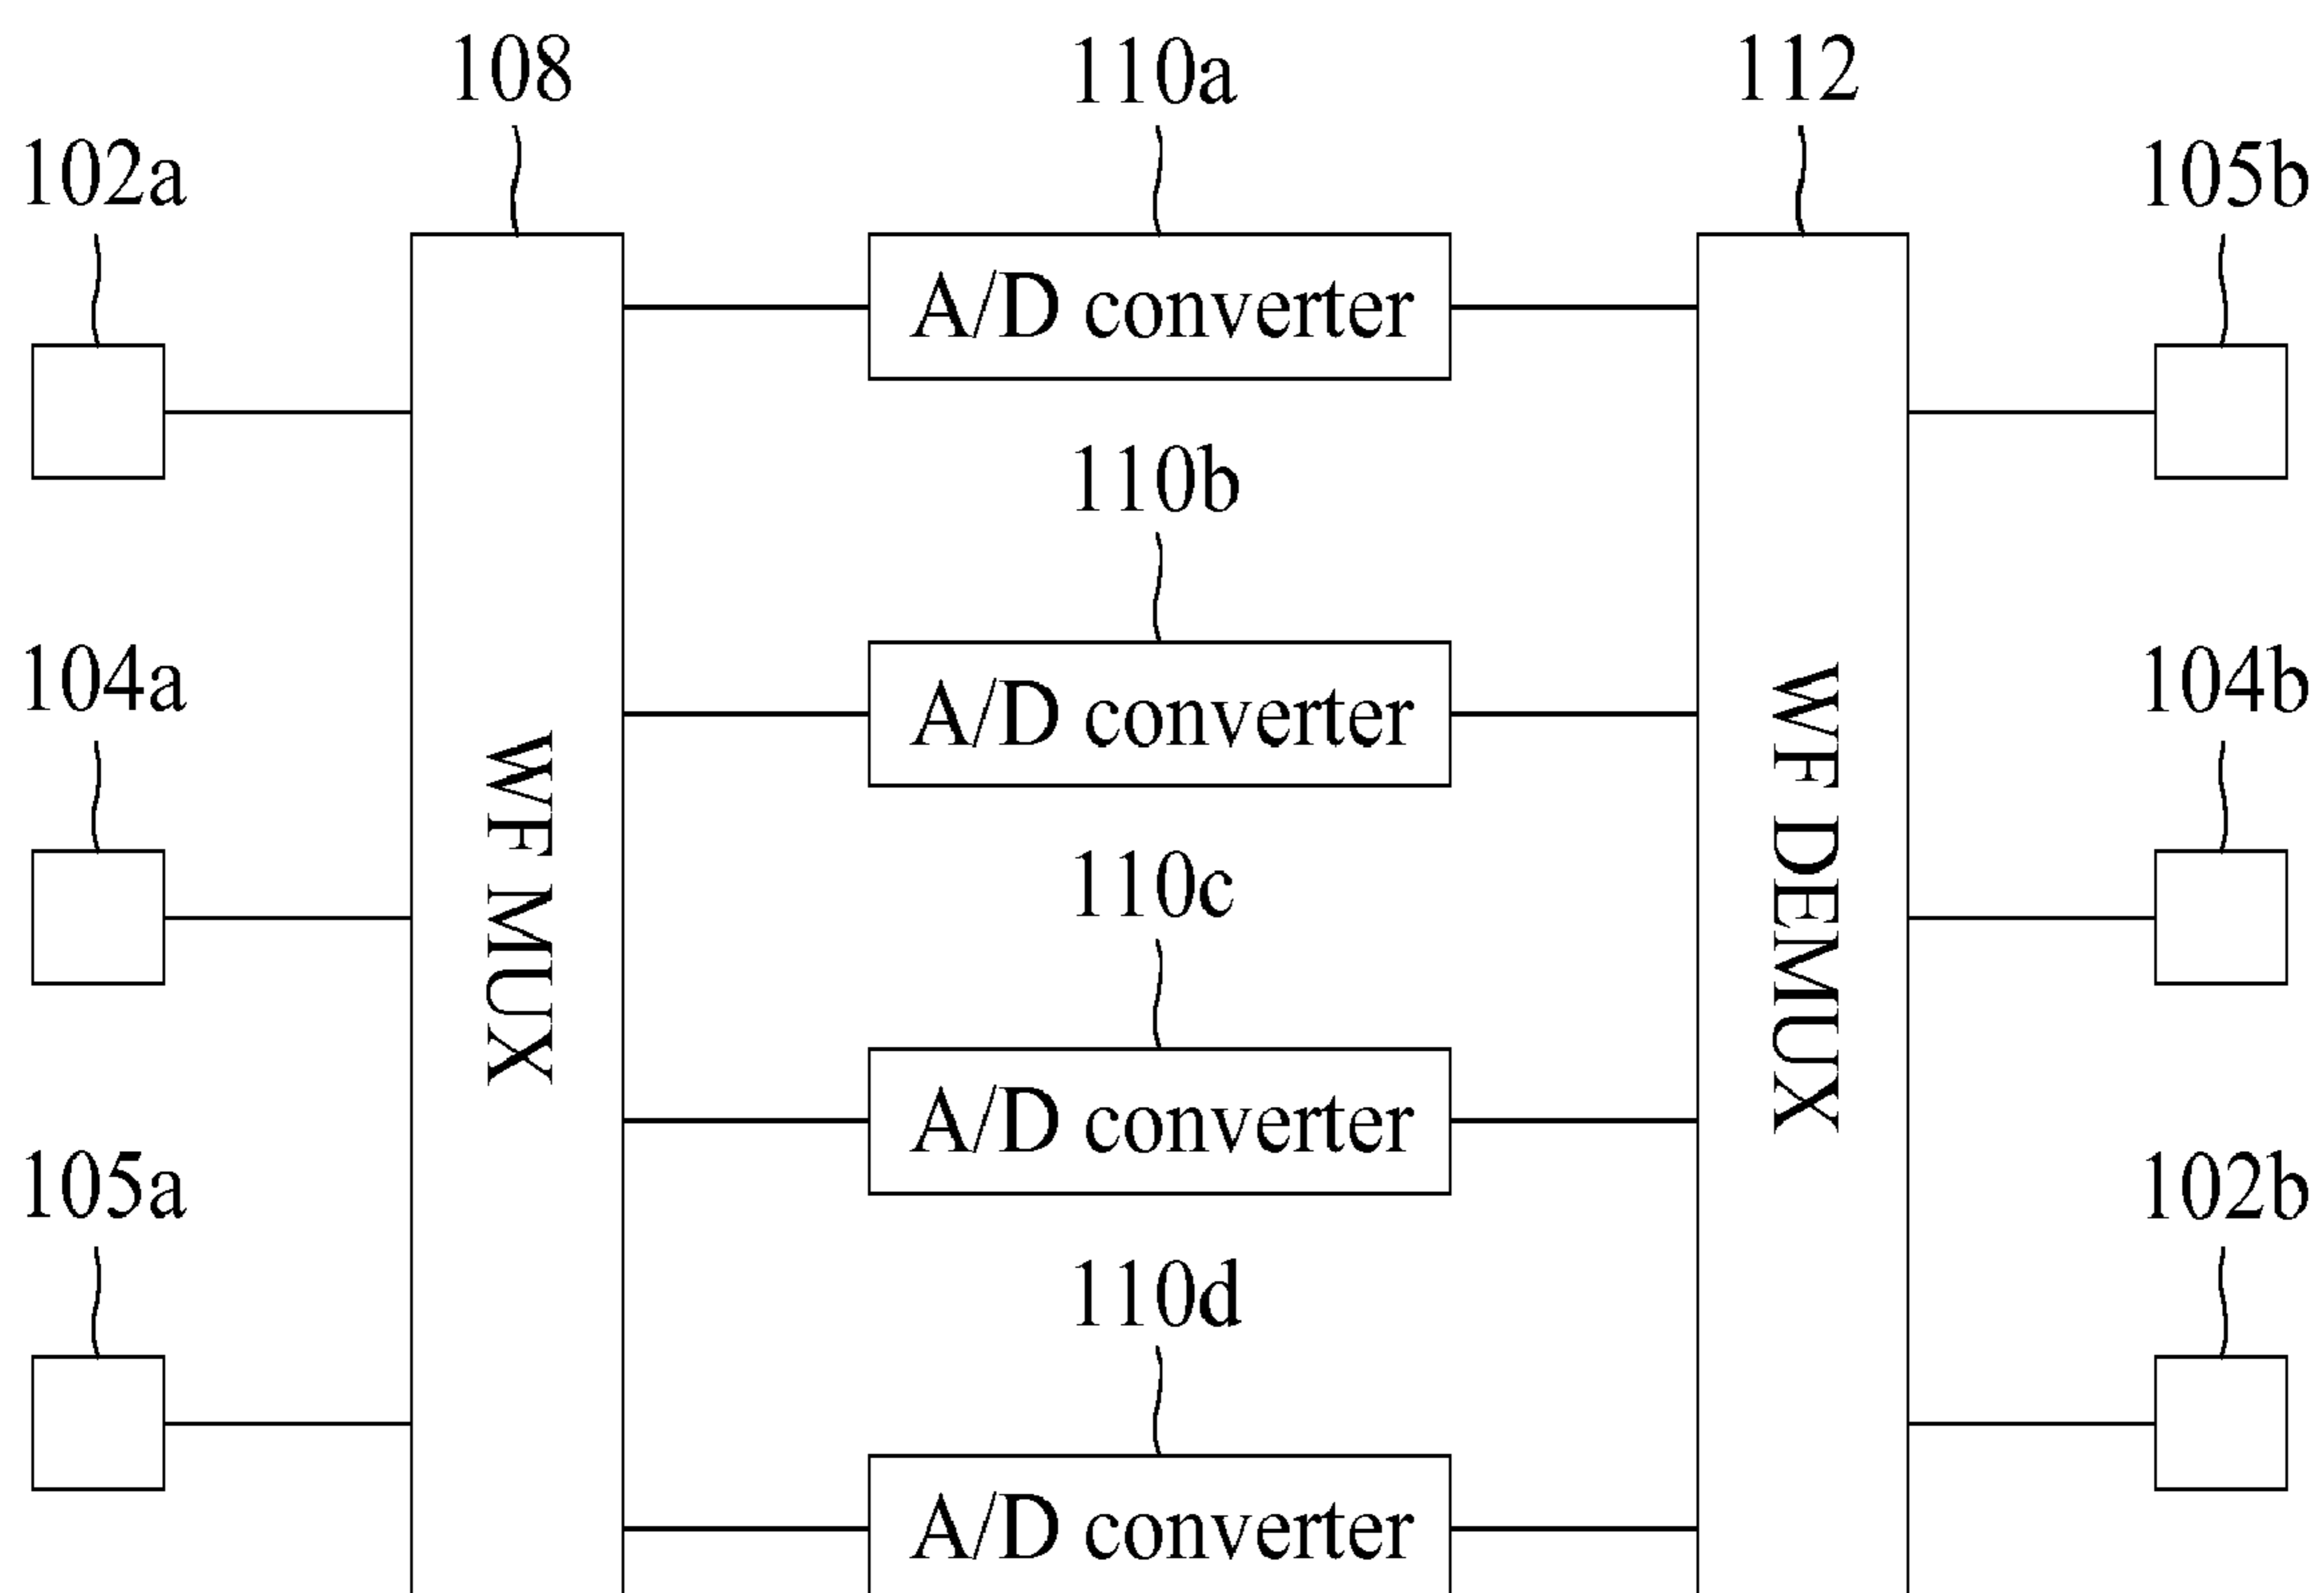 108
110a
112
102a
105b
A/D converter
110b
104a
104b
A/D converter
WF MUX
WF DEMUX
110c
105a
102b
A/D converter
110d
A/D converter